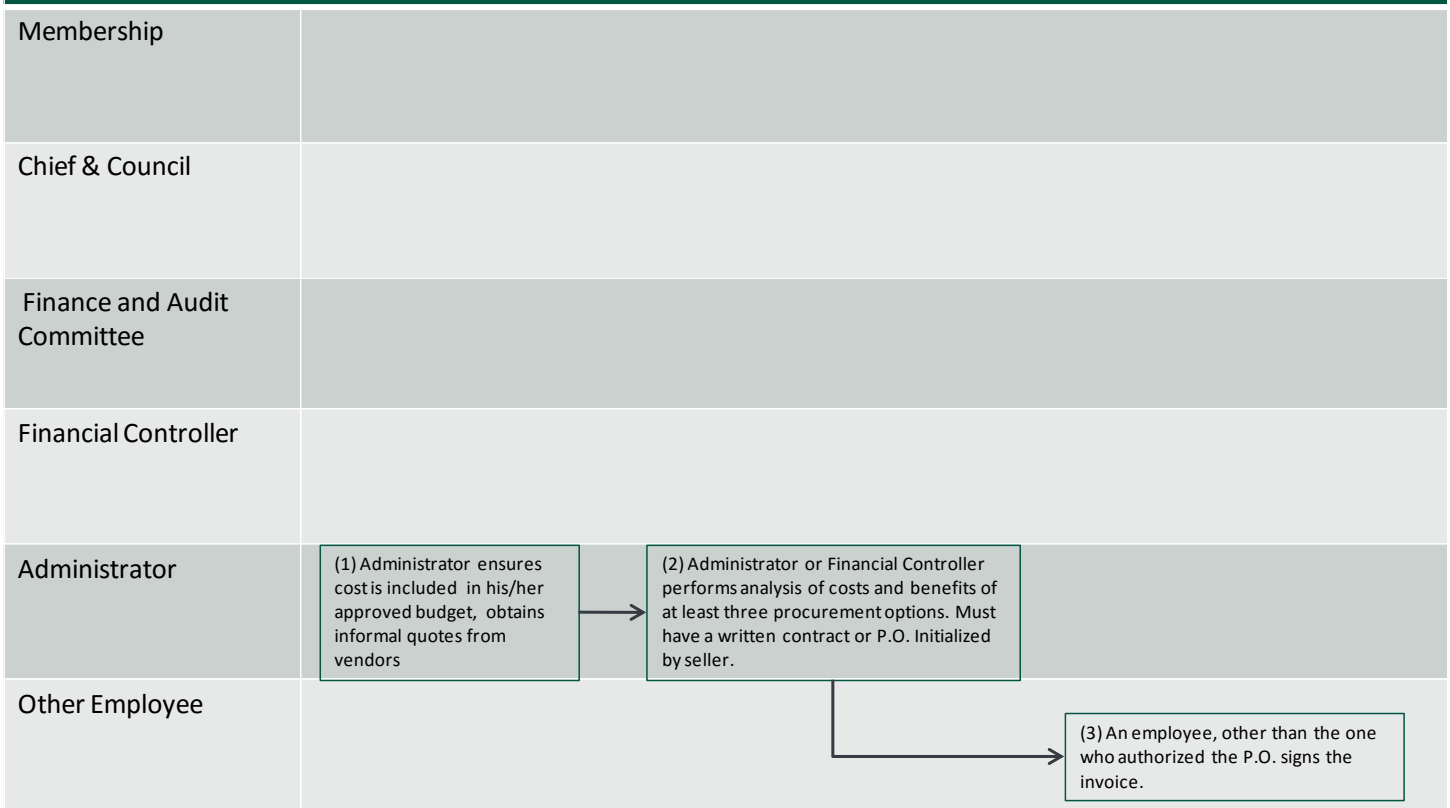 Membership
Chief & Council
Finance and Audit
Committee
Financial Controller
Administrator
(1) Administrator ensures
cost is included in his/her
approved budget, obtains
informal quotes from
vendors
(2) Administrator or Financial Controller
performs analysis of costs and benefits of
at least three procurement options. Must
have a written contract or P.O. Initialized
by seller.
Other Employee
(3) An employee, other than the one
who authorized the P.O. signs the
invoice.